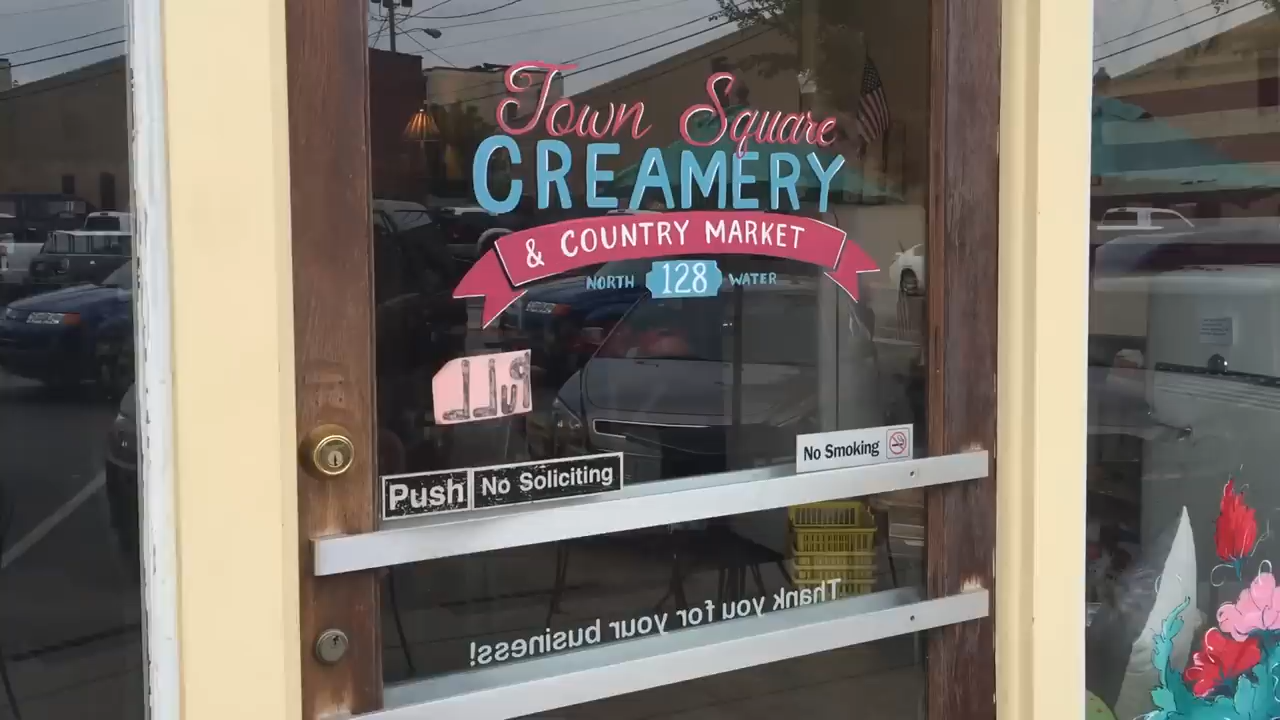 Town Square
CREAMERY
& COUNTRY MARKET
NORTH 128 WATER
Pull
No Smoking
Push No Soliciting
Thank you for your business!